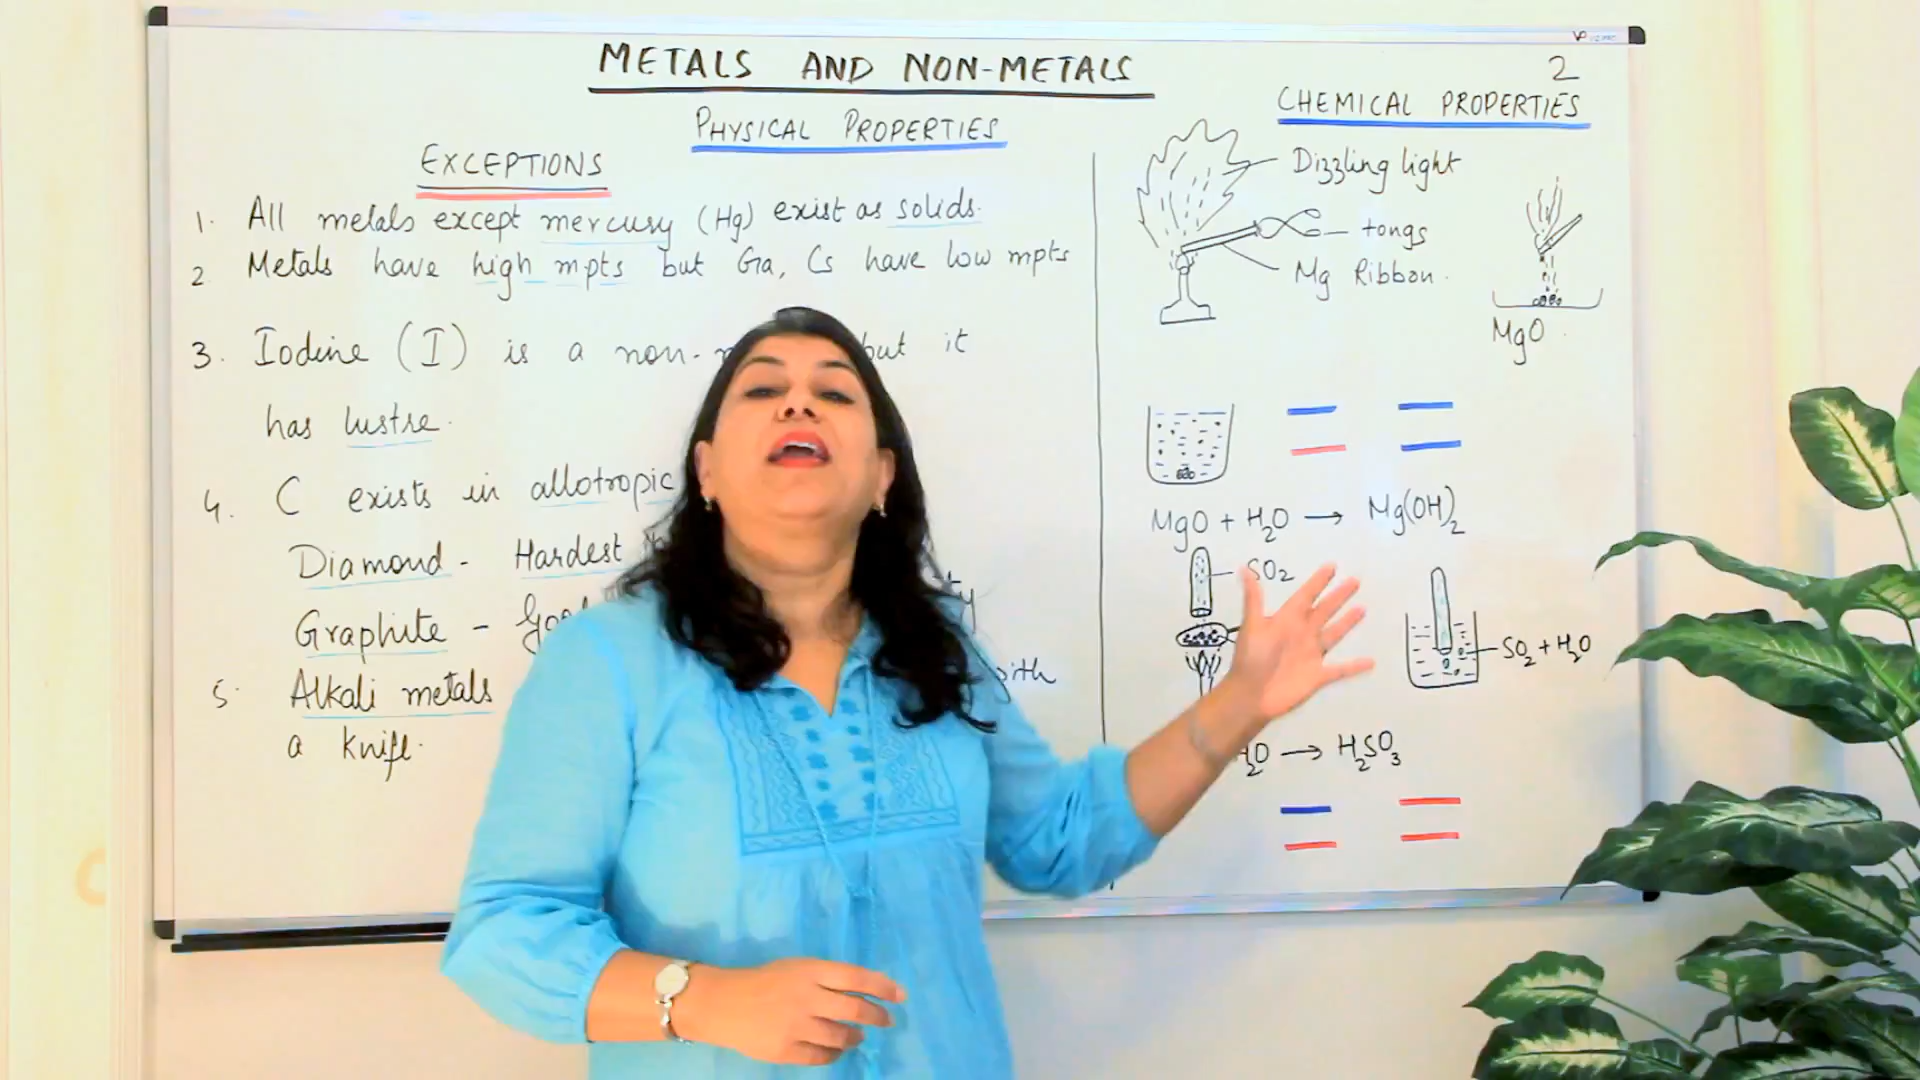 METALS AND NON-METALS
2
PHYSICAL PROPERTIES
CHEMICAL PROPERTIES
EXCEPTIONS
1. All metals except mercury (Hg) exist as solids.
2 Metals have high mpts but Ga, Cs have low mpts
3. Iodine (I) is a non- but it
has lustre.
4. C exists in allotropic
Diamond - Hardest
Graphite -
5. Alkali metals with
a knife.
Dizzling light
tongs
Mg Ribbon.
MgO
MgO + H2O → Mg(OH)2
SO2
SO2 + H2O
H2O → H2SO3